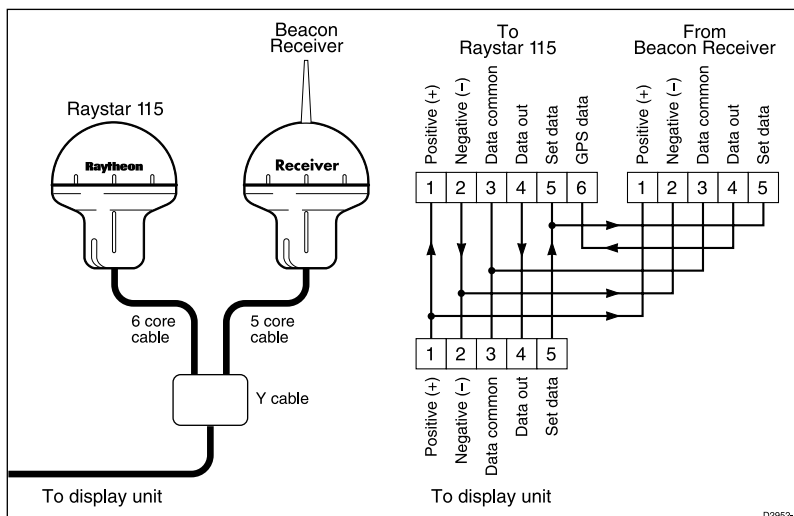 Beacon
Receiver
Raystar 115
Raytheon
Receiver
6 core
cable
5 core
cable
Y cable
To display unit
To
Raystar 115
From
Beacon Receiver
Positive (+)
Negative (−)
Data common
Data out
Set data
GPS data
Positive (+)
Negative (−)
Data common
Data out
Set data
1 2 3 4 5 6
1 2 3 4 5
1 2 3 4 5
Positive (+)
Negative (−)
Data common
Data out
Set data
To display unit